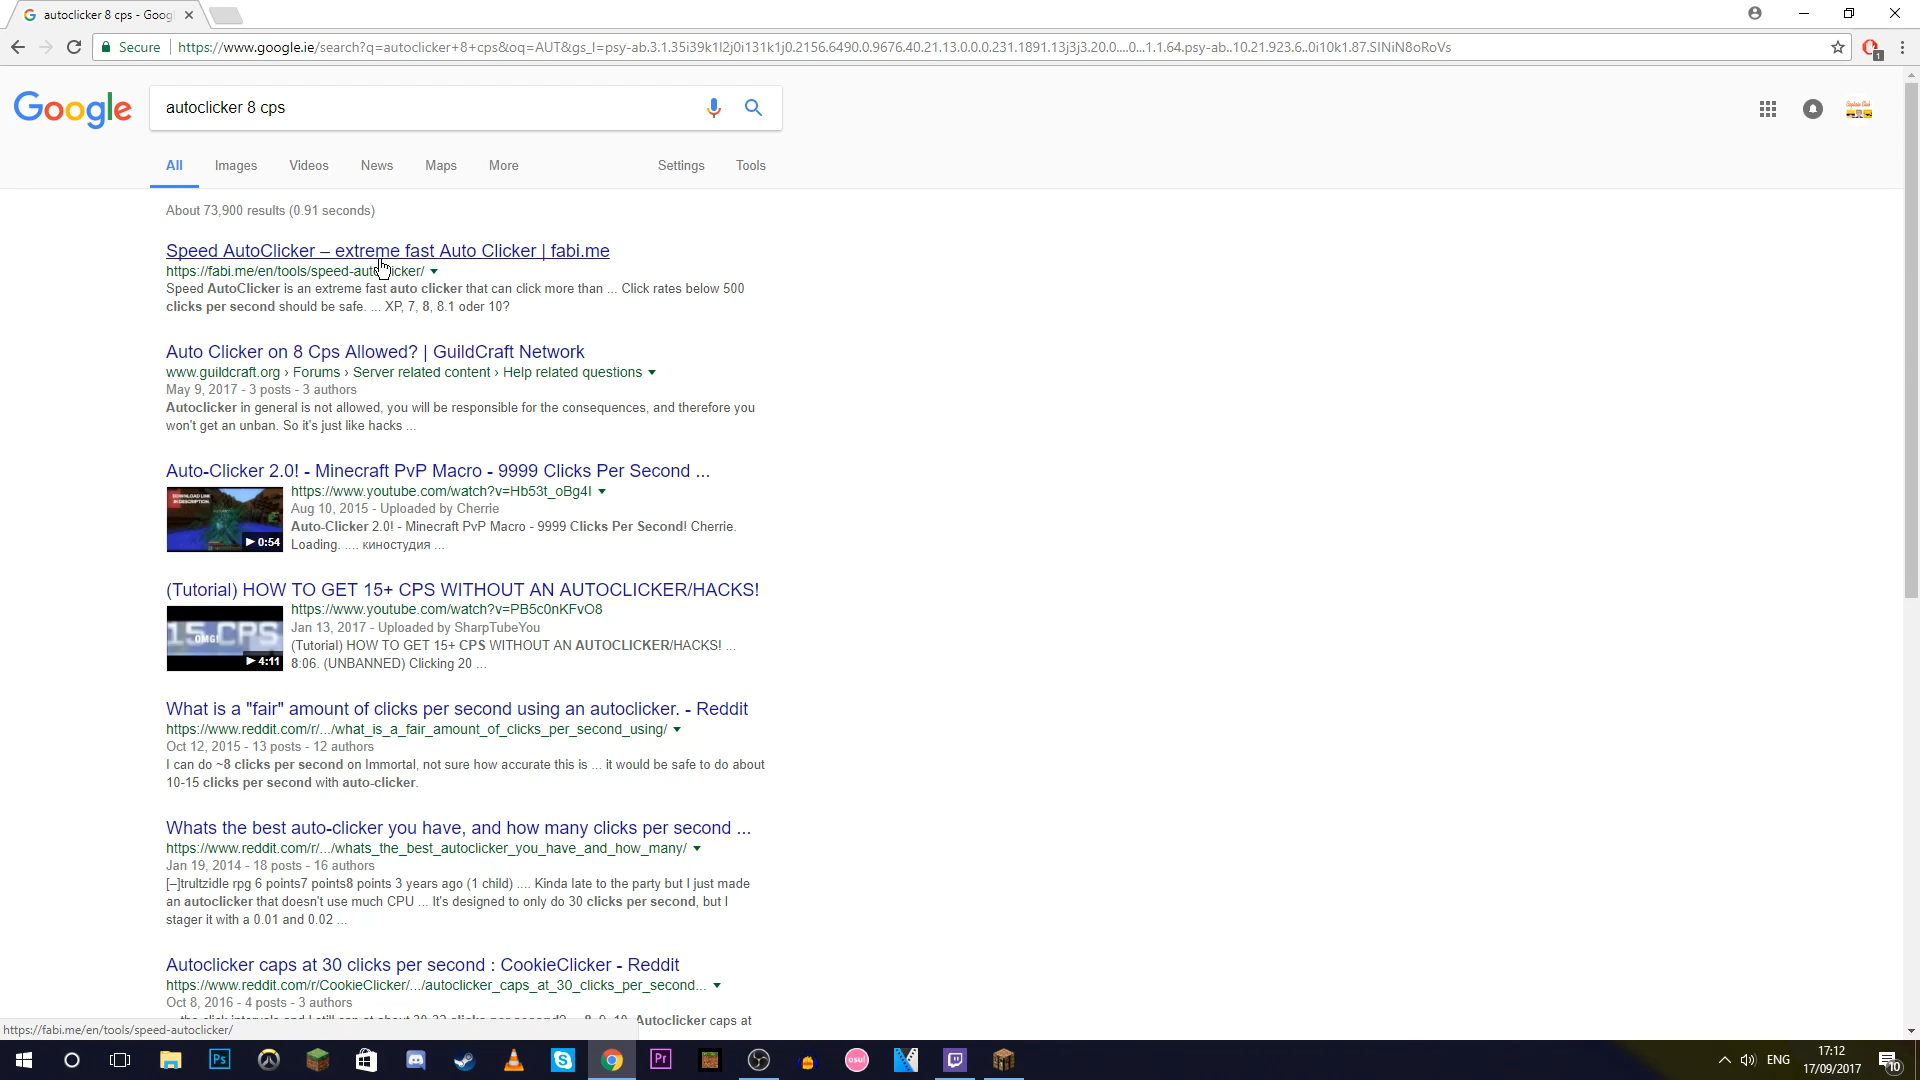 autoclicker 8 cps - Goog
Secure https://www.google.ie/search?q=autoclicker+8+cps&oq=AUT&gs_l=psy-ab.3.1.35i39k1l2j0i131k1j0.2156.6490.0.9676.40.21.13.0.0.0.231.1891.13j3j3.20.0....0...1.1.64.psy-ab..10.21.923.6..0i10k1.87.SINiN8oRoVs
1
Google
autoclicker 8 cps
All Images Videos News Maps More Settings Tools
About 73,900 results (0.91 seconds)
Speed AutoClicker – extreme fast Auto Clicker | fabi.me
https://fabi.me/en/tools/speed-autoclicker/
Speed AutoClicker is an extreme fast auto clicker that can click more than ... Click rates below 500
clicks per second should be safe. ... XP, 7, 8, 8.1 oder 10?
Auto Clicker on 8 Cps Allowed? | GuildCraft Network
www.guildcraft.org › Forums › Server related content › Help related questions
May 9, 2017 - 3 posts - 3 authors
Autoclicker in general is not allowed, you will be responsible for the consequences, and therefore you
won't get an unban. So it's just like hacks ...
Auto-Clicker 2.0! - Minecraft PvP Macro - 9999 Clicks Per Second ...
https://www.youtube.com/watch?v=Hb53t_oBg4I
Aug 10, 2015 - Uploaded by Cherrie
Auto-Clicker 2.0! - Minecraft PvP Macro - 9999 Clicks Per Second! Cherrie.
Loading. .... киностудия ...
DOWNLOAD LINK
IN DESCRIPTION
0:54
(Tutorial) HOW TO GET 15+ CPS WITHOUT AN AUTOCLICKER/HACKS!
https://www.youtube.com/watch?v=PB5c0nKFvO8
Jan 13, 2017 - Uploaded by SharpTubeYou
(Tutorial) HOW TO GET 15+ CPS WITHOUT AN AUTOCLICKER/HACKS! ...
8:06. (UNBANNED) Clicking 20 ...
15 CPS
OMG!
4:11
What is a "fair" amount of clicks per second using an autoclicker. - Reddit
https://www.reddit.com/r/.../what_is_a_fair_amount_of_clicks_per_second_using/
Oct 12, 2015 - 13 posts - 12 authors
I can do ~8 clicks per second on Immortal, not sure how accurate this is ... it would be safe to do about
10-15 clicks per second with auto-clicker.
Whats the best auto-clicker you have, and how many clicks per second ...
https://www.reddit.com/r/.../whats_the_best_autoclicker_you_have_and_how_many/
Jan 19, 2014 - 18 posts - 16 authors
[–]trultzidle rpg 6 points7 points8 points 3 years ago (1 child) .... Kinda late to the party but I just made
an autoclicker that doesn't use much CPU ... It's designed to only do 30 clicks per second, but I
stager it with a 0.01 and 0.02 ...
Autoclicker caps at 30 clicks per second : CookieClicker - Reddit
https://www.reddit.com/r/CookieClicker/.../autoclicker_caps_at_30_clicks_per_second...
Oct 8, 2016 - 4 posts - 3 authors
Autoclicker caps at
https://fabi.me/en/tools/speed-autoclicker/
Ps
Pr
osu!
ENG
17:12
17/09/2017
10